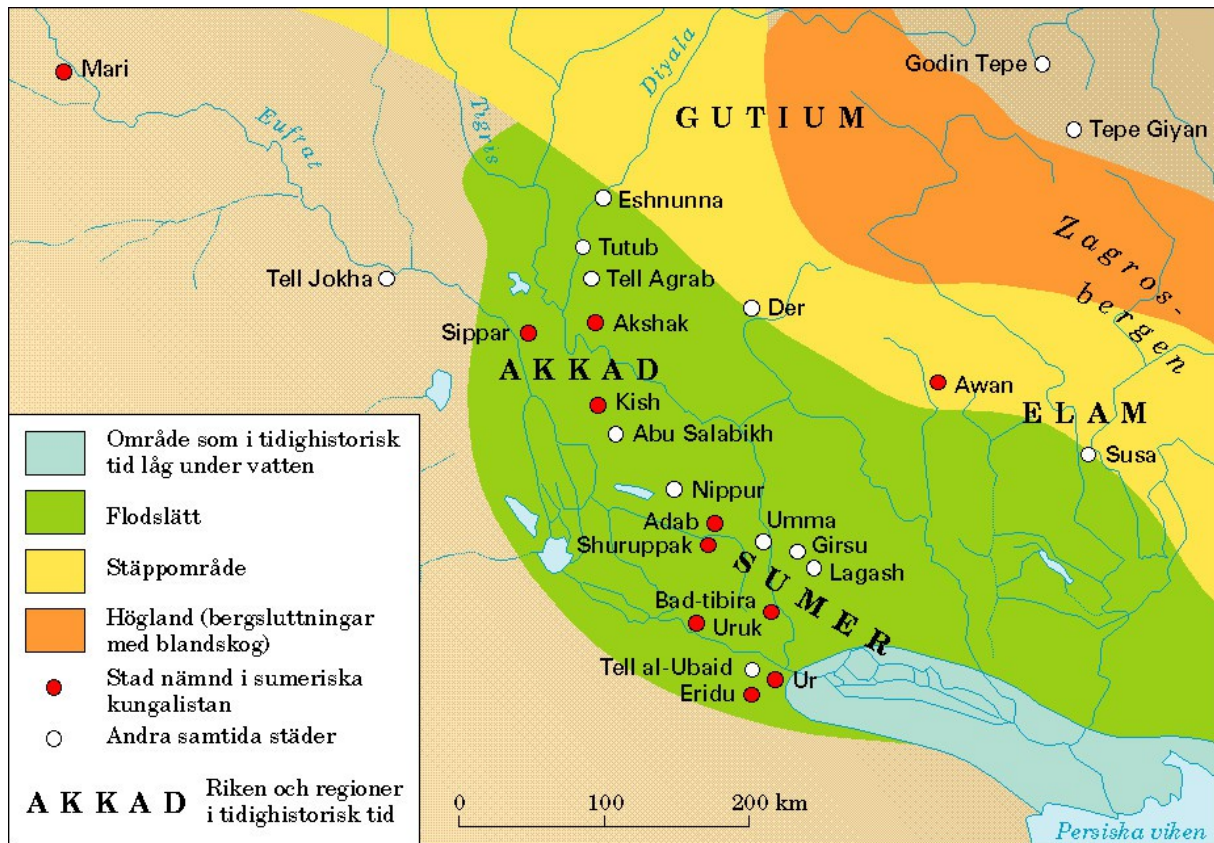 Mari
Eufrat
Tigris
Diyala
GUTIUM
Godin Tepe
Tepe Giyan
Eshnunna
Tutub
Tell Jokha
Tell Agrab
Zagros-
bergen
Der
Sippar
Akshak
AKKAD
Awan
Kish
ELAM
Abu Salabikh
Susa
Nippur
Adab
Umma
Shuruppak
Girsu
Lagash
SUMER
Bad-tibira
Uruk
Tell al-Ubaid
Ur
Eridu
Persiska viken
Område som i tidighistorisk
tid låg under vatten
Flodslätt
Stäppområde
Högland (bergsluttningar
med blandskog)
Stad nämnd i sumeriska
kungalistan
Andra samtida städer
AKKAD Riken och regioner
i tidighistorisk tid
0 100 200 km